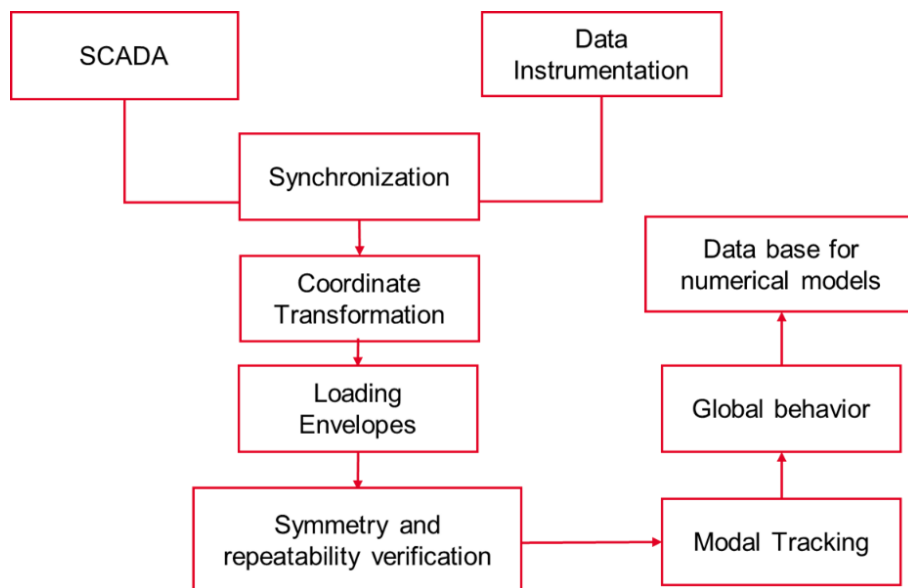 SCADA
Data
Instrumentation
Synchronization
Coordinate
Transformation
Loading
Envelopes
Symmetry and
repeatability verification
Modal Tracking
Global behavior
Data base for
numerical models